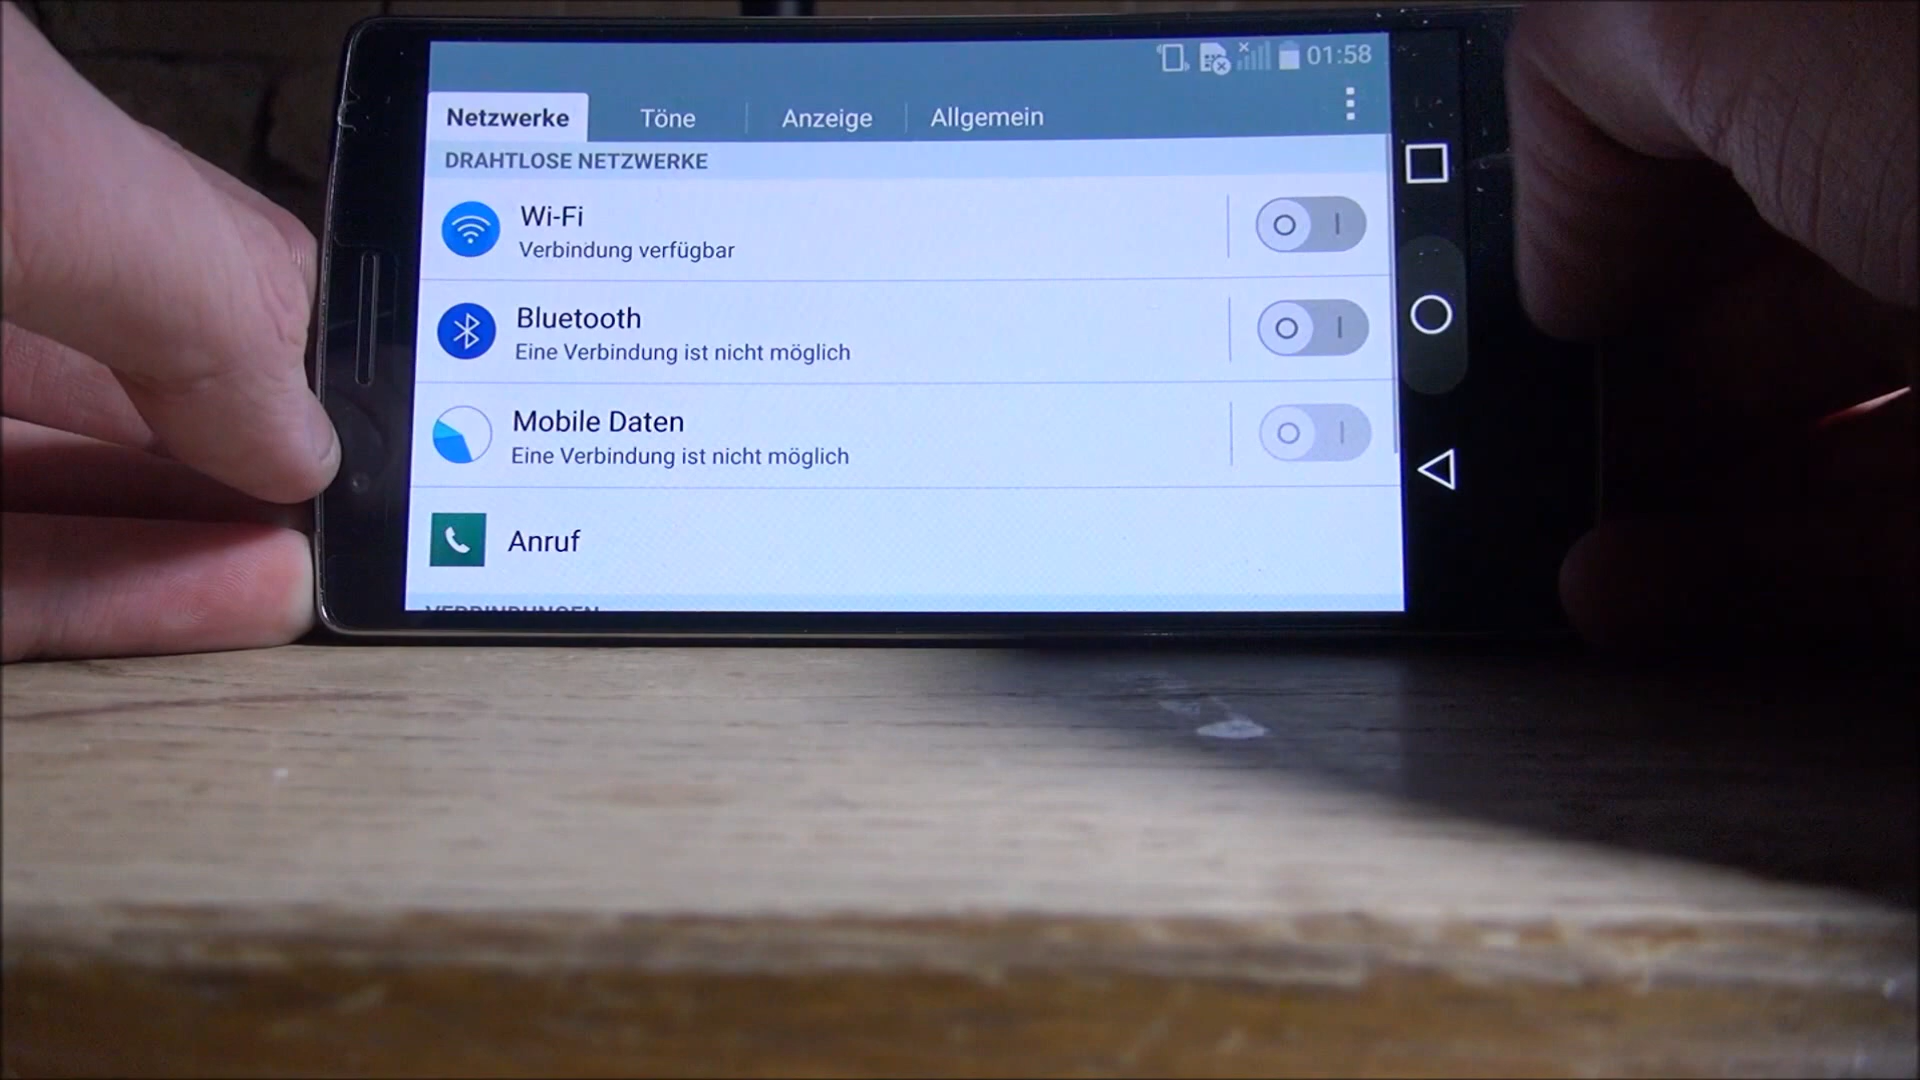 01:58
Netzwerke Töne Anzeige Allgemein
DRAHTLOSE NETZWERKE
Wi-Fi
Verbindung verfügbar
Bluetooth
Eine Verbindung ist nicht möglich
Mobile Daten
Eine Verbindung ist nicht möglich
Anruf
VERBINDUNGEN